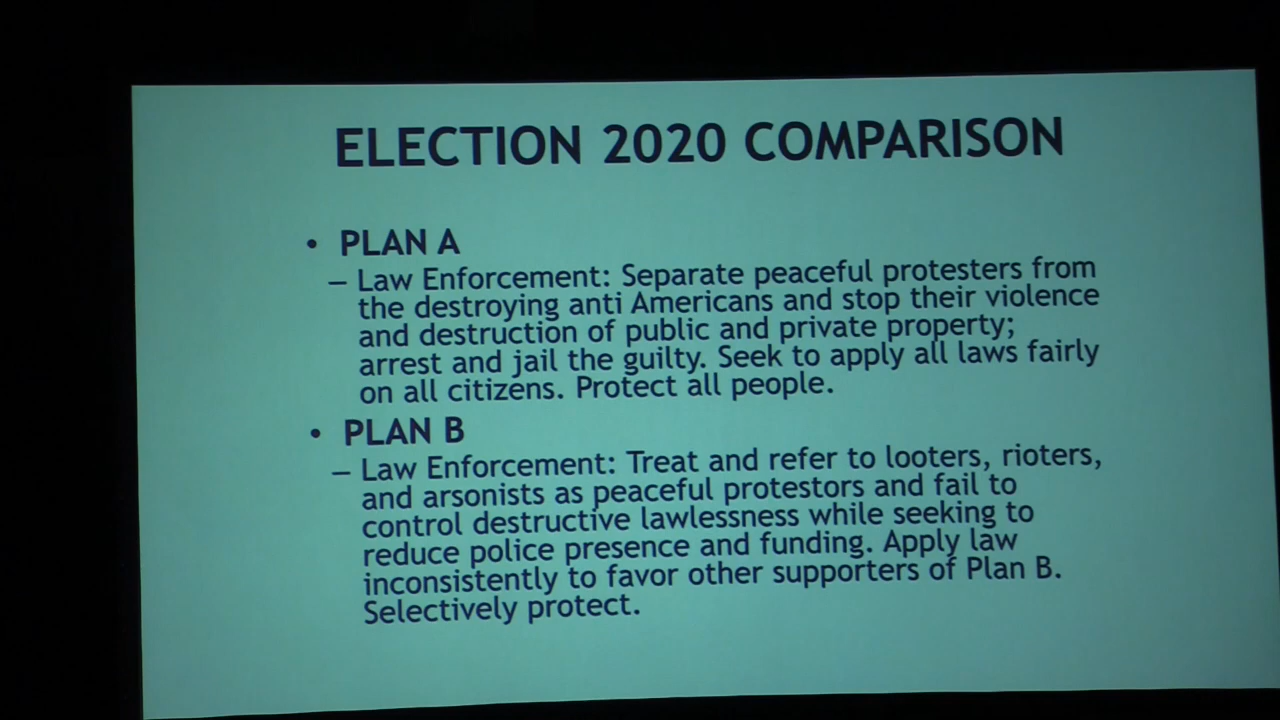 ELECTION 2020 COMPARISON
• PLAN A
– Law Enforcement: Separate peaceful protesters from
the destroying anti Americans and stop their violence
and destruction of public and private property;
arrest and jail the guilty. Seek to apply all laws fairly
on all citizens. Protect all people.
• PLAN B
– Law Enforcement: Treat and refer to looters, rioters,
and arsonists as peaceful protestors and fail to
control destructive lawlessness while seeking to
reduce police presence and funding. Apply law
inconsistently to favor other supporters of Plan B.
Selectively protect.